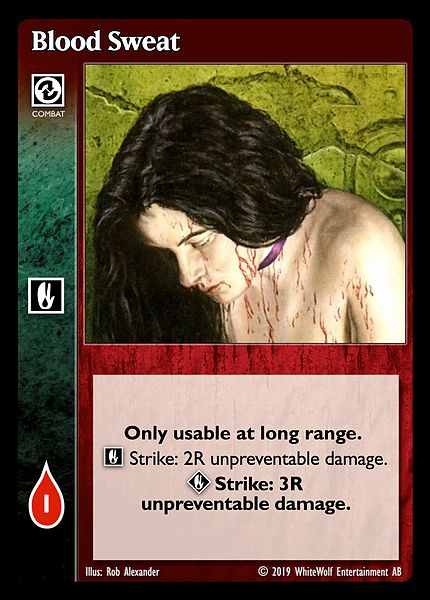 Blood Sweat
COMBAT
Only usable at long range.
Strike: 2R unpreventable damage.
Strike: 3R
unpreventable damage.
1
Illus: Rob Alexander
© 2019 WhiteWolf Entertainment AB